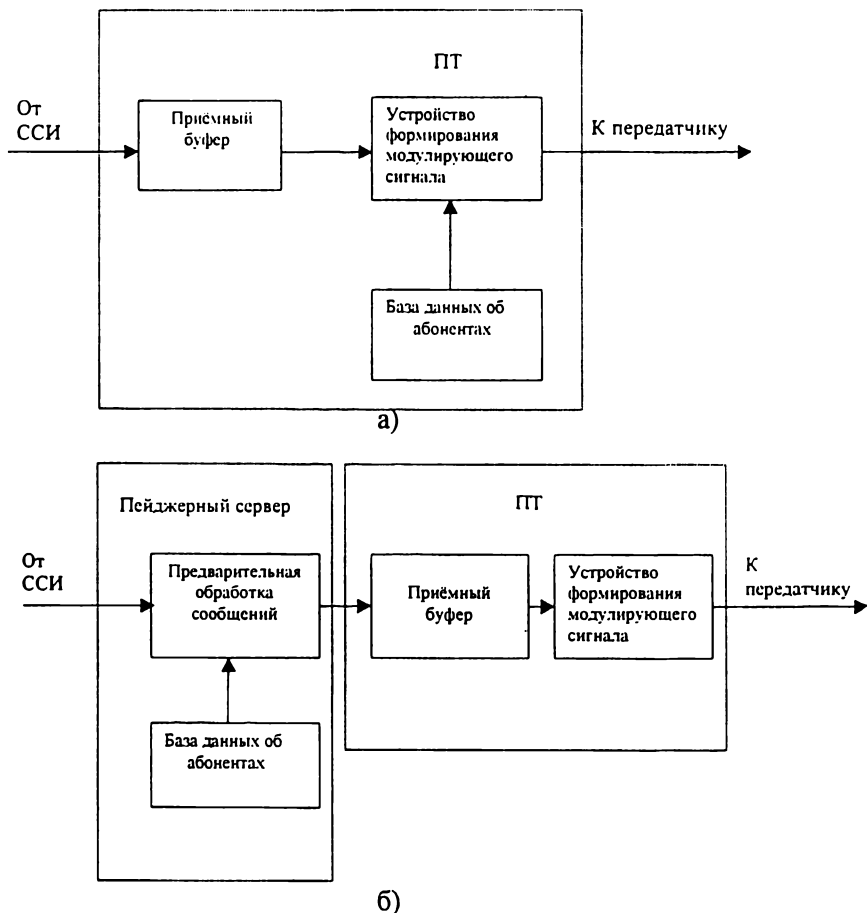 ПТ
От
ССИ
Приёмный
буфер
Устройство
формирования
модулирующего
сигнала
К передатчику
База данных об
абонентах
а)
Пейджерный сервер
ПТ
От
ССИ
Предварительная
обработка
сообщений
Приёмный
буфер
Устройство
формирования
модулирующего
сигнала
К
передатчику
База данных об
абонентах
б)